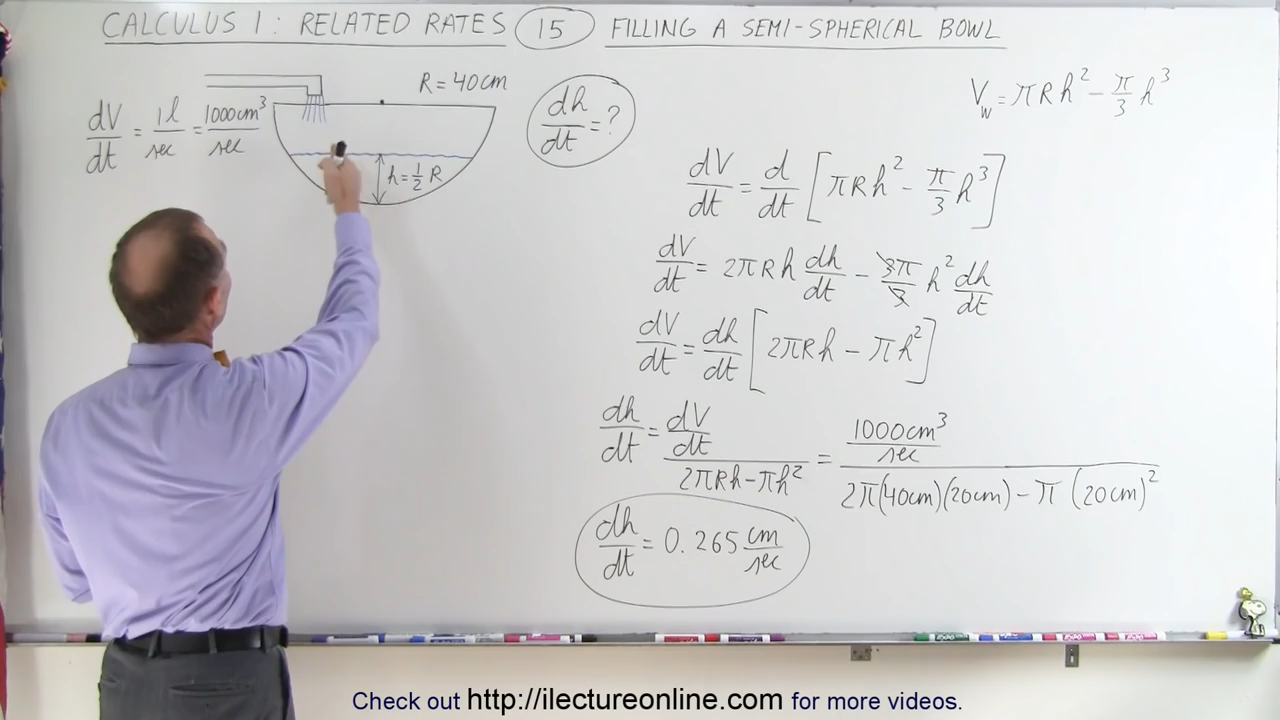 CALCULUS 1 : RELATED RATES 15 FILLING A SEMI-SPHERICAL BOWL
R = 40cm
dV/dt = 1l/sec = 1000cm³/sec
h = 1/2 R
dh/dt = ?
V_w = πRh² - π/3 h³
dV/dt = d/dt [πRh² - π/3 h³]
dV/dt = 2πRh dh/dt - 3π/3 h² dh/dt
dV/dt = dh/dt [2πRh - πh²]
dh/dt = dV/dt / 2πRh-πh² = 1000cm³/sec / 2π(40cm)(20cm) - π (20cm)²
dh/dt = 0.265 cm/sec
Check out http://ilectureonline.com for more videos.